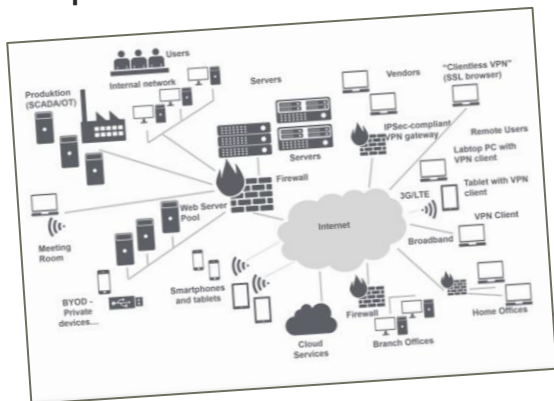 Users
Internal network
Produktion
(SCADA/OT)
Servers
Vendors
"Clientless VPN"
(SSL browser)
IPSec-compliant
VPN gateway
Servers
Remote Users
Labtop PC with
VPN client
Firewall
3G/LTE
Tablet with VPN
client
Web Server
Pool
Internet
VPN Client
Broadband
Meeting
Room
BYOD -
Private
devices...
Smartphones
and tablets
Firewall
Home Offices
Cloud
Services
Branch Offices